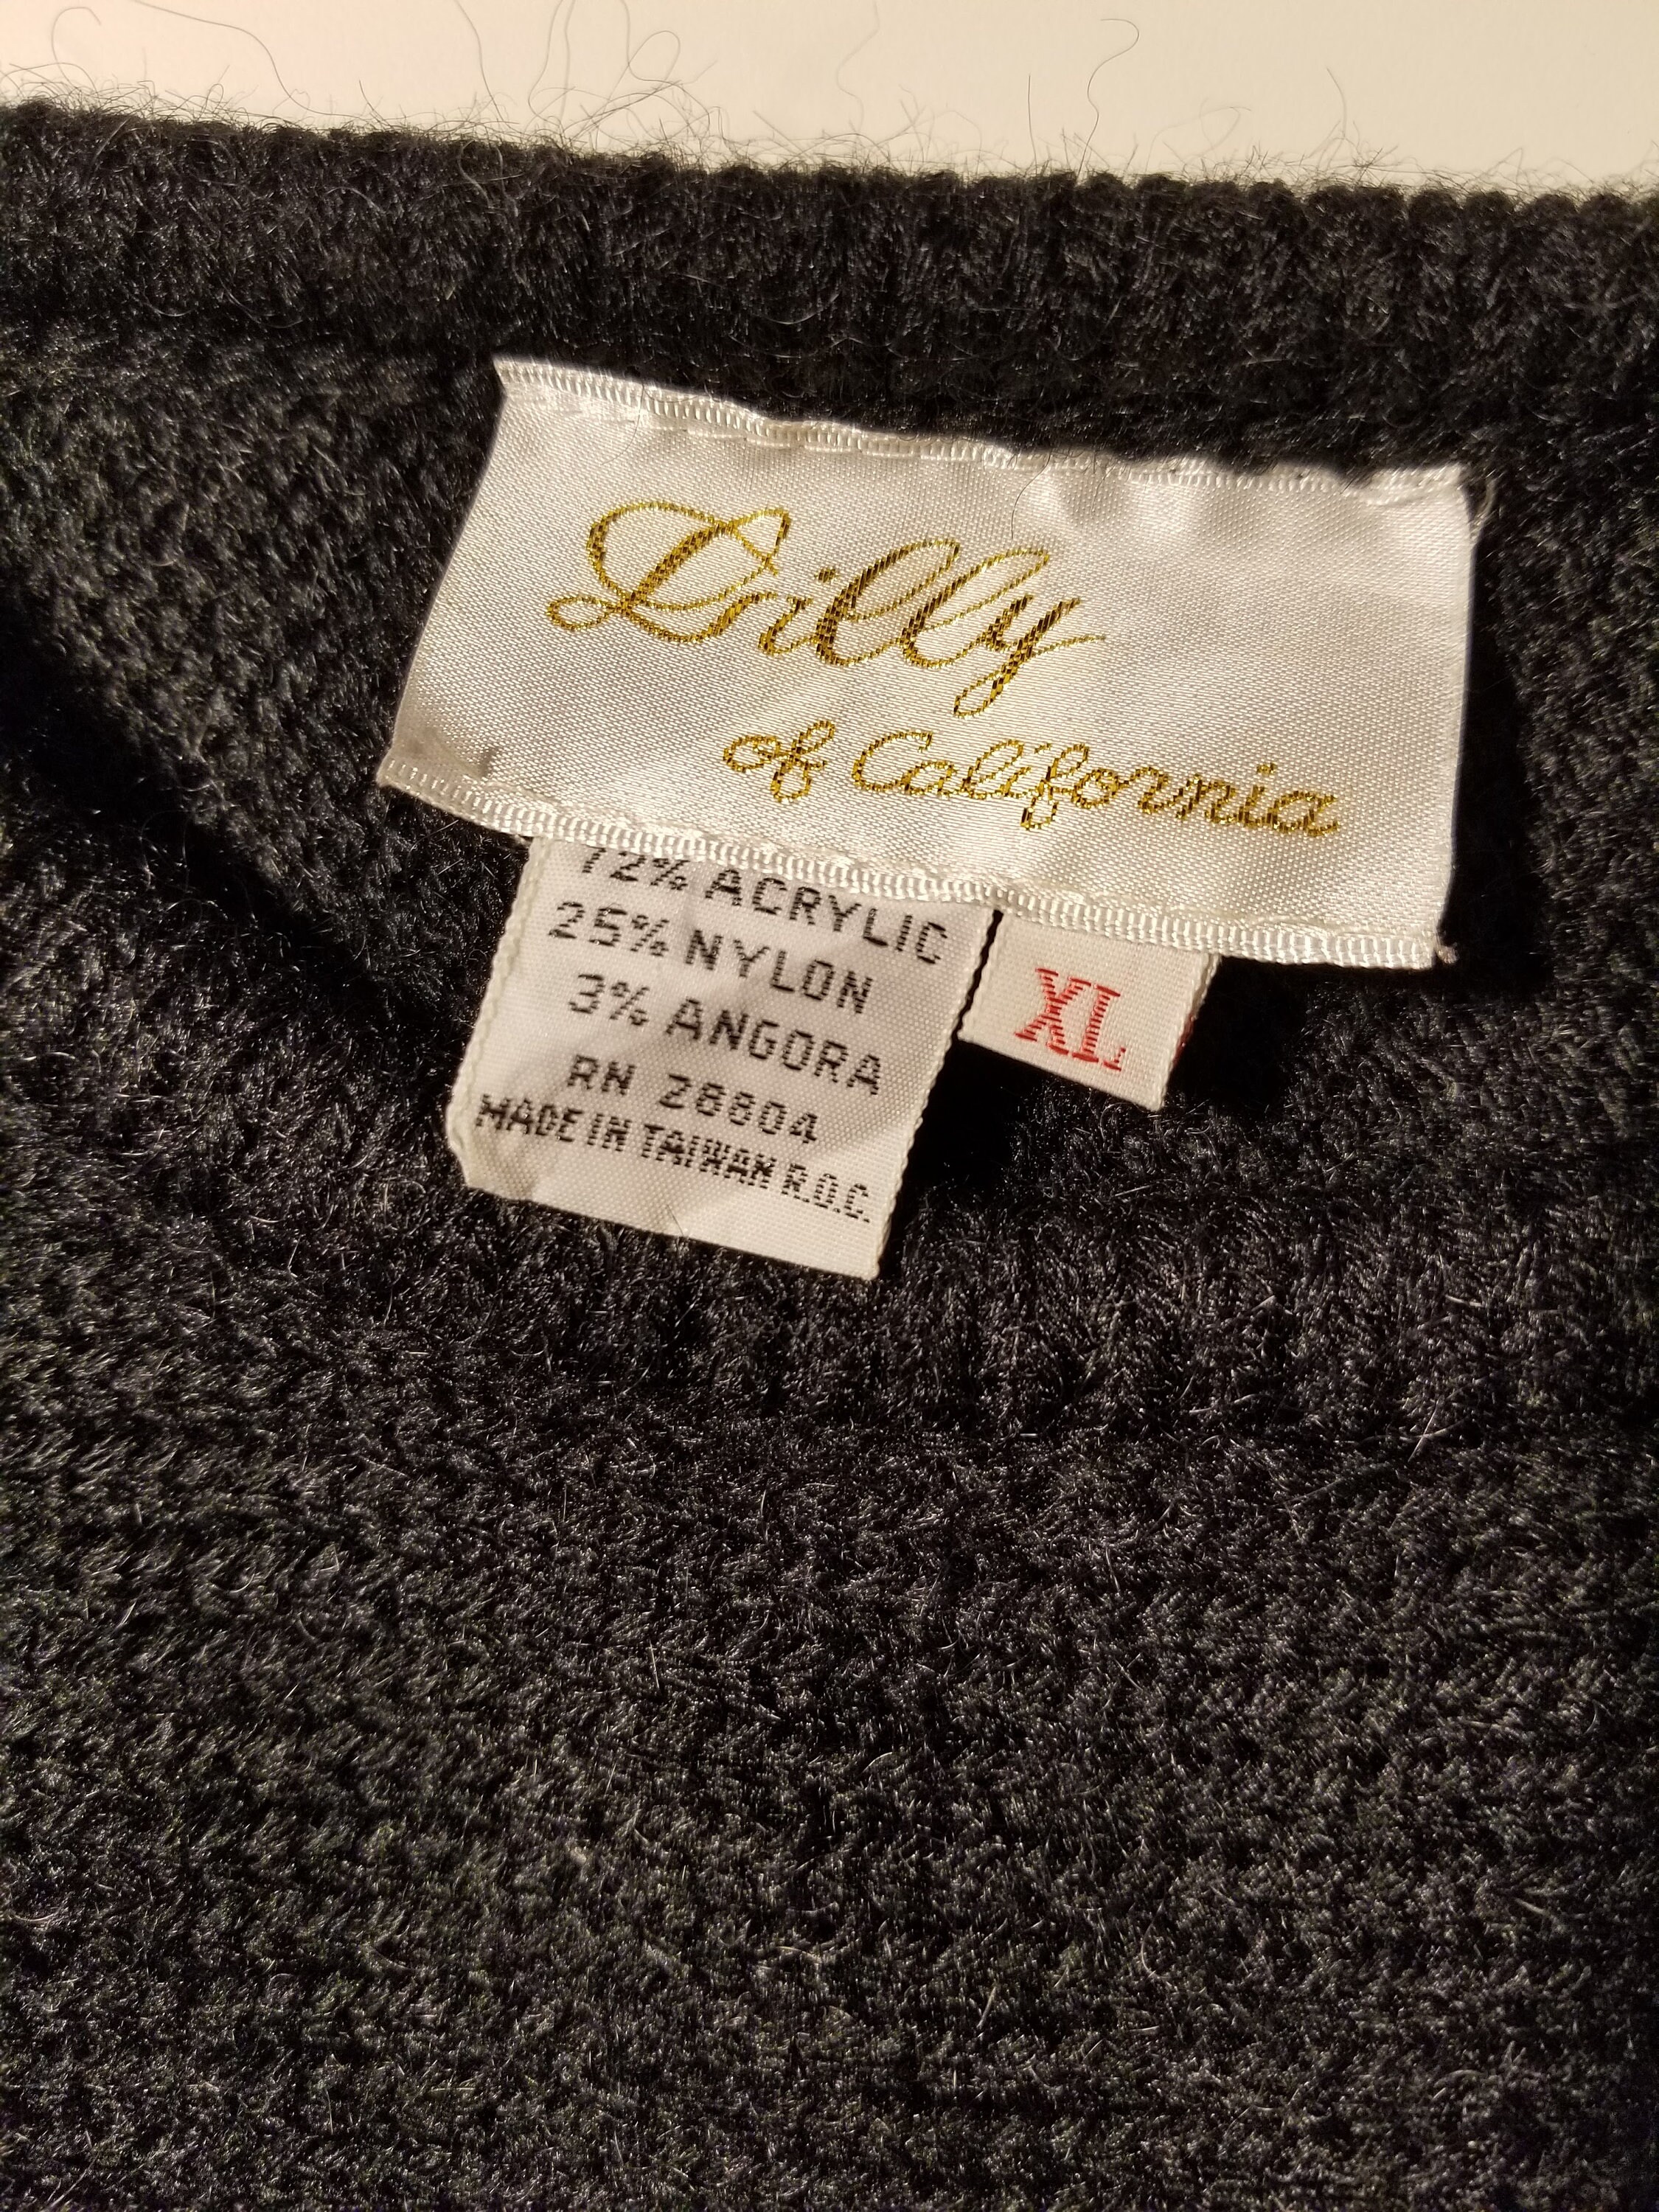 Lilly
of California
72% ACRYLIC
25% NYLON
3% ANGORA
RN 28804
MADE IN TAIWAN R.O.C.
XL